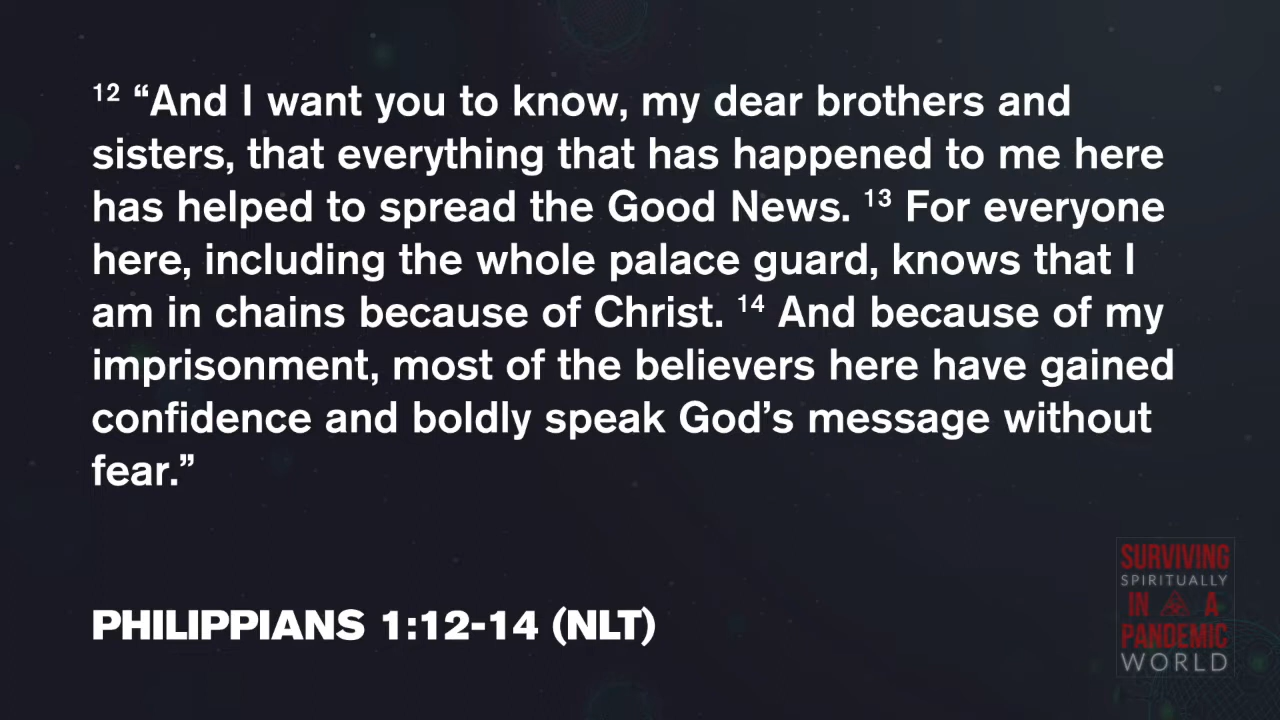 ¹² “And I want you to know, my dear brothers and
sisters, that everything that has happened to me here
has helped to spread the Good News. ¹³ For everyone
here, including the whole palace guard, knows that I
am in chains because of Christ. ¹⁴ And because of my
imprisonment, most of the believers here have gained
confidence and boldly speak God’s message without
fear.”
PHILIPPIANS 1:12-14 (NLT)
SURVIVING
SPIRITUALLY
IN A
PANDEMIC
WORLD